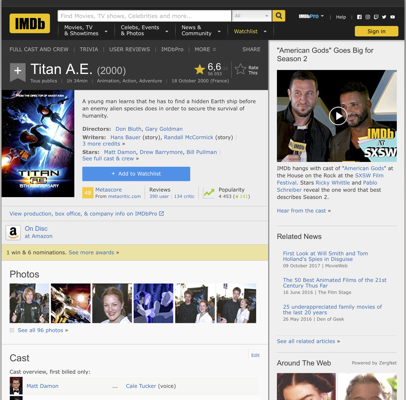 IMDb
Find Movies, TV shows, Celebrities and more...
All
IMDbPro
Help
Movies, TV & Showtimes
Celebs, Events & Photos
News & Community
Watchlist
Sign in
FULL CAST AND CREW | TRIVIA | USER REVIEWS | IMDbPro | MORE
SHARE
Titan A.E. (2000)
Tous publics | 1h 34min | Animation, Action, Adventure | 18 October 2000 (France)
6,6
Rate This
TITAN
A young man learns that he has to find a hidden Earth ship before
an enemy alien species does in order to secure the survival of
humanity.
Directors: Don Bluth, Gary Goldman
Writers: Hans Bauer (story), Randall McCormick (story) |
3 more credits »
Stars: Matt Damon, Drew Barrymore, Bill Pullman |
See full cast & crew »
+ Add to Watchlist
48
Metascore
From metacritic.com
Reviews
390 user | 134 critic
Popularity
View production, box office, & company info on IMDbPro
On Disc
at Amazon
1 win & 6 nominations. See more awards »
Photos
See all 96 photos »
Cast
Edit
Cast overview, first billed only:
Matt Damon ... Cale Tucker (voice)
"American Gods" Goes Big for
Season 2
IMDb
at
SXSW
IMDb hangs with cast of "American Gods"
at the House on the Rock at the SXSW Film
Festival. Stars Ricky Whittle and Pablo
Schreiber reveal the one word that best
describes Season 2.
Hear from the cast »
Related News
First Look at Will Smith and Tom
Holland's Spies in Disguise
09 October 2017 | MovieWeb
The 50 Best Animated Films of the 21st
Century Thus Far
16 June 2016 | The Film Stage
25 underappreciated family movies of
the last 20 years
26 May 2016 | Den of Geek
See all related articles »
Around The Web
Powered by ZergNet